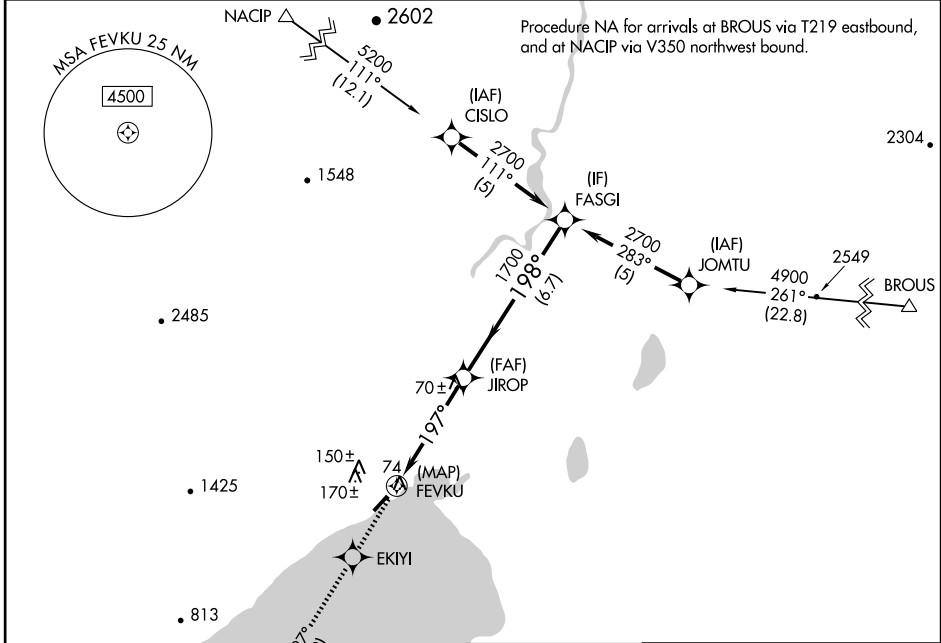 NACIP
2602
Procedure NA for arrivals at BROUS via T219 eastbound,
and at NACIP via V350 northwest bound.
MSA FEVKU 25 NM
4500
5200
111°
(12.1)
(IAF)
CISLO
2304
1548
2700
111°
(5)
(IF)
FASGI
2700
283°
(5)
(IAF)
JOMTU
4900
261°
(22.8)
2549
BROUS
1700
198°
(6.7)
2485
(FAF)
JIROP
70±
197°
150±
170±
74
(MAP)
FEVKU
1425
EKIYI
813